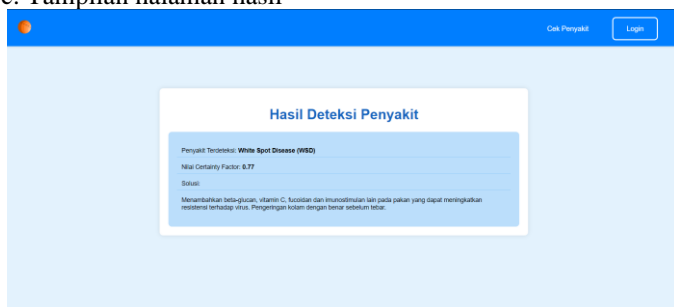 c. Tampilan halaman hasil
Cek Penyakit
Login
Hasil Deteksi Penyakit
Penyakit Terdeteksi: White Spot Disease (WSD)
Nilai Certainty Factor: 0.77
Solusi:
Menambahkan beta-glucan, vitamin C, fucoidan dan imunostimulan lain pada pakan yang dapat meningkatkan
resistensi terhadap virus. Pengeringan kolam dengan benar sebelum tebar.